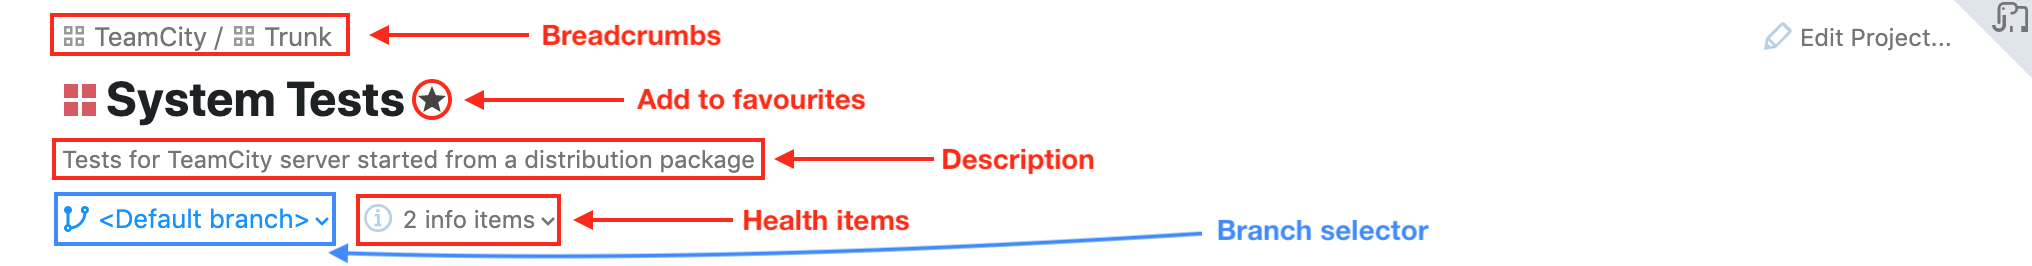 TeamCity / Trunk Breadcrumbs Edit Project...
System Tests Add to favourites
Tests for TeamCity server started from a distribution package Description
<Default branch> 2 info items Health items
Branch selector